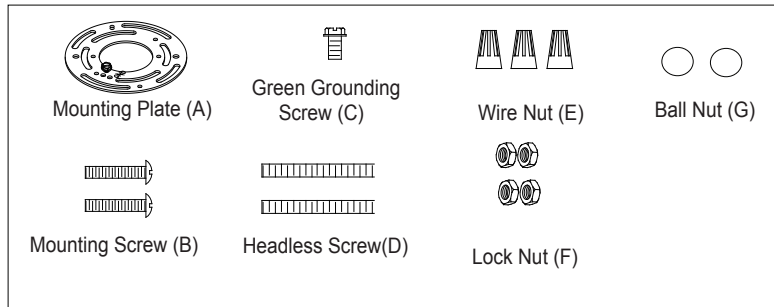 Mounting Plate (A)
Green Grounding
Screw (C)
Wire Nut (E)
Ball Nut (G)
Mounting Screw (B)
Headless Screw(D)
Lock Nut (F)